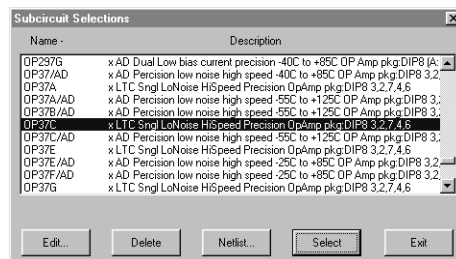 Subcircuit Selections
Name - Description
OP297G x AD Dual Low bias current precision -40C to +85C OP Amp pkg:DIP8 (A:
OP37/AD x AD Percision low noise high speed -40C to +85C OP Amp pkg:DIP8 3,2,
OP37A x LTC Sngl LoNoise HiSpeed Precision OpAmp pkg:DIP8 3,2,7,4,6
OP37A/AD x AD Percision low noise high speed -55C to +125C OP Amp pkg:DIP8 3,2
OP37B/AD x AD Percision low noise high speed -55C to +125C OP Amp pkg:DIP8 3,2
OP37C x LTC Sngl LoNoise HiSpeed Precision OpAmp pkg:DIP8 3,2,7,4,6
OP37C/AD x AD Percision low noise high speed -55C to +125C OP Amp pkg:DIP8 3,2
OP37E x LTC Sngl LoNoise HiSpeed Precision OpAmp pkg:DIP8 3,2,7,4,6
OP37E/AD x AD Percision low noise high speed -25C to +85C OP Amp pkg:DIP8 3,2,
OP37F/AD x AD Percision low noise high speed -25C to +85C OP Amp pkg:DIP8 3,2,
OP37G x LTC Sngl LoNoise HiSpeed Precision OpAmp pkg:DIP8 3,2,7,4,6
Edit... Delete Netlist... Select Exit